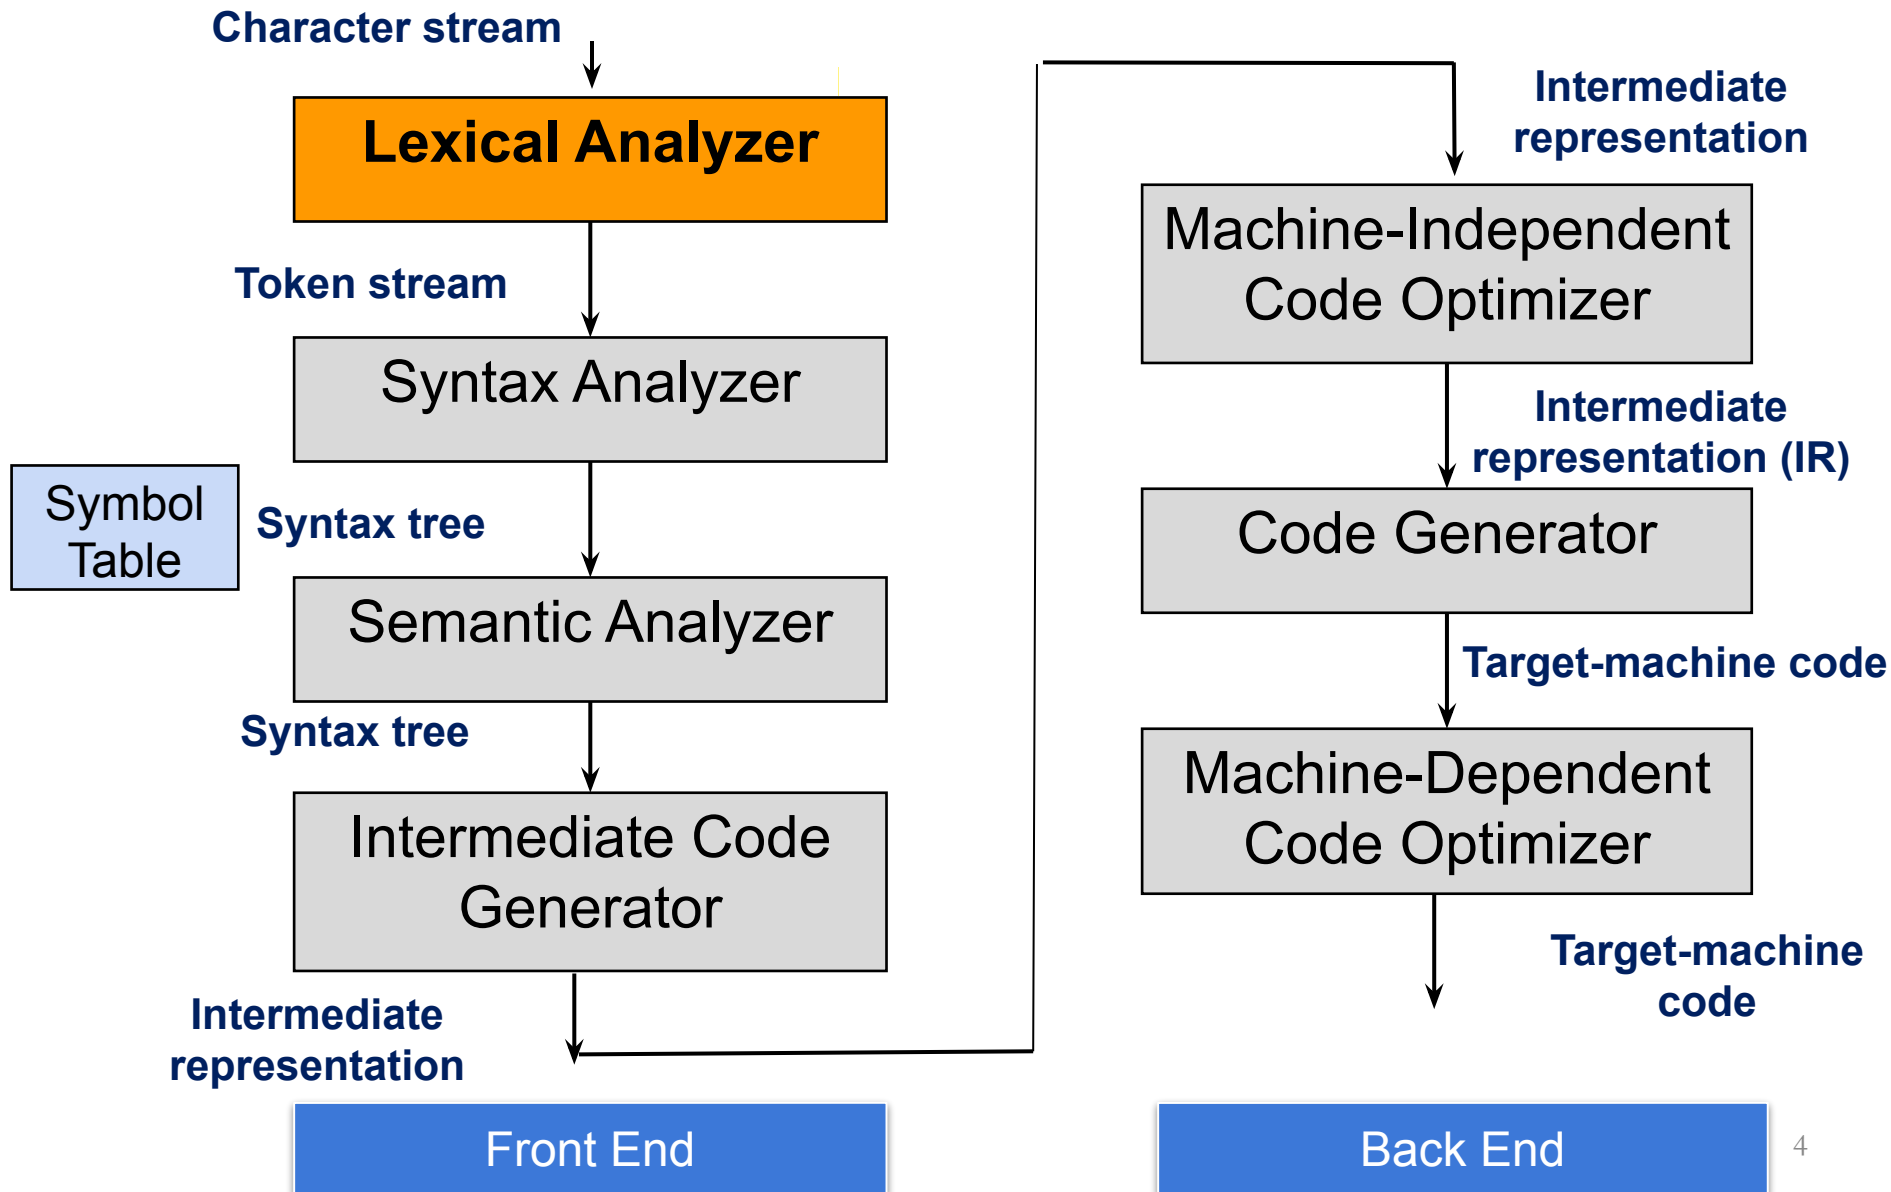 Character stream
Lexical Analyzer
Token stream
Syntax Analyzer
Symbol
Table
Syntax tree
Semantic Analyzer
Syntax tree
Intermediate Code
Generator
Intermediate
representation
Front End
Intermediate
representation
Machine-Independent
Code Optimizer
Intermediate
representation (IR)
Code Generator
Target-machine code
Machine-Dependent
Code Optimizer
Target-machine
code
Back End
4